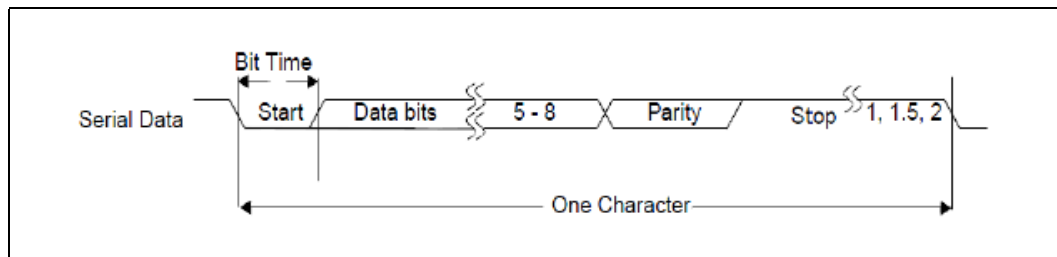 Bit Time
Serial Data Start Data bits 5 - 8 Parity Stop 1, 1.5, 2
One Character